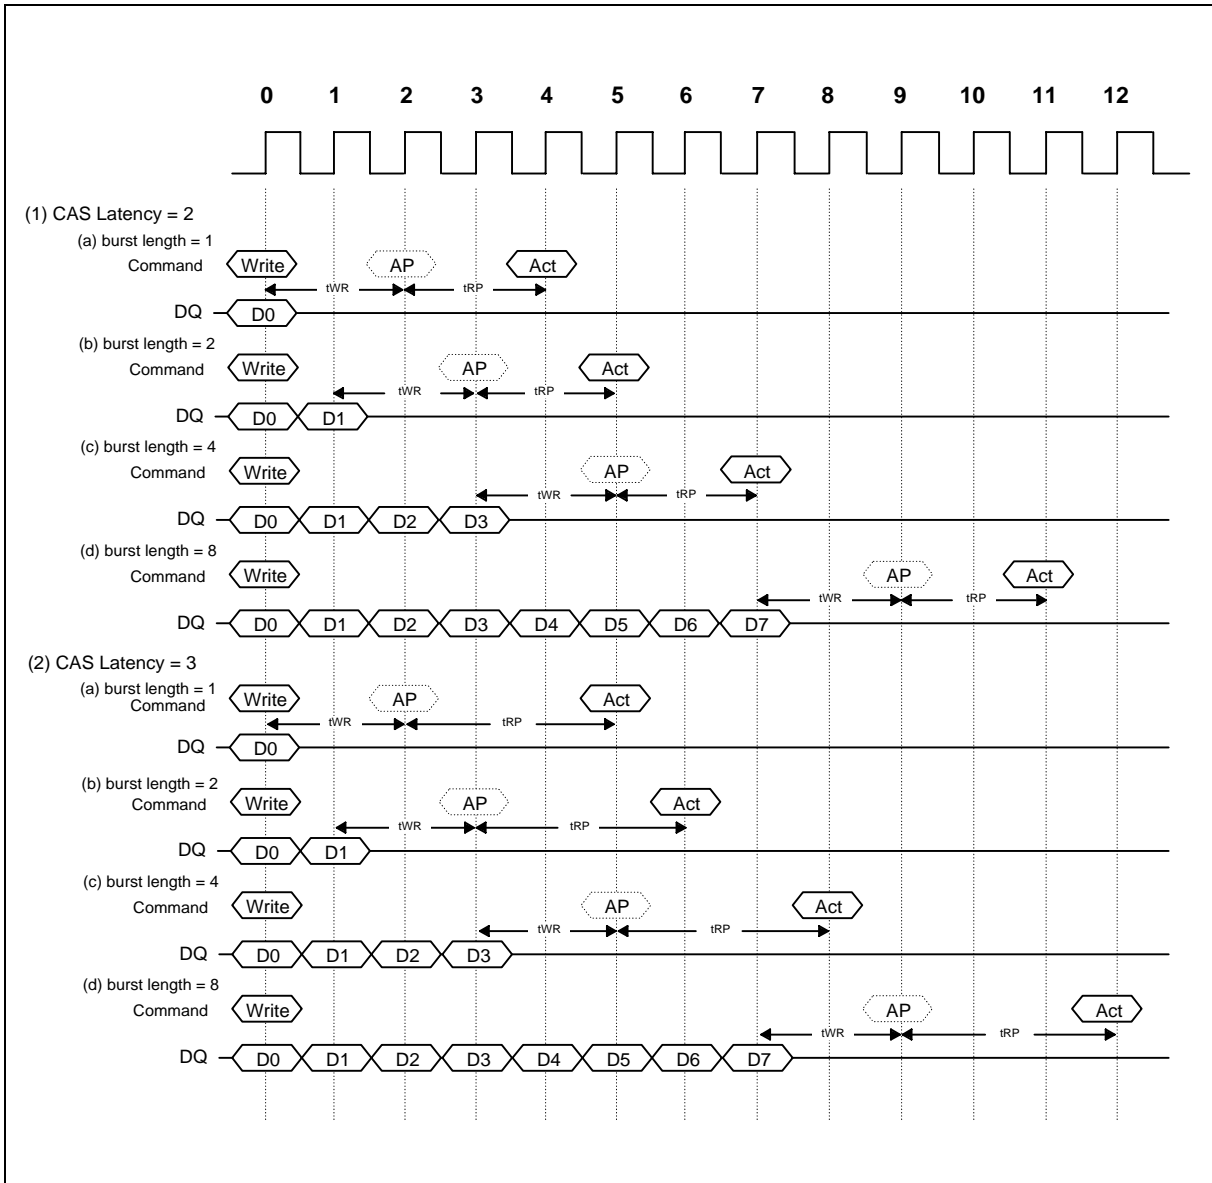 0 1 2 3 4 5 6 7 8 9 10 11 12
(1) CAS Latency = 2
(a) burst length = 1
Command Write AP Act
tWR tRP
DQ D0
(b) burst length = 2
Command Write AP Act
tWR tRP
DQ D0 D1
(c) burst length = 4
Command Write AP Act
tWR tRP
DQ D0 D1 D2 D3
(d) burst length = 8
Command Write AP Act
tWR tRP
DQ D0 D1 D2 D3 D4 D5 D6 D7
(2) CAS Latency = 3
(a) burst length = 1
Command Write AP Act
tWR tRP
DQ D0
(b) burst length = 2
Command Write AP Act
tWR tRP
DQ D0 D1
(c) burst length = 4
Command Write AP Act
tWR tRP
DQ D0 D1 D2 D3
(d) burst length = 8
Command Write AP Act
tWR tRP
DQ D0 D1 D2 D3 D4 D5 D6 D7